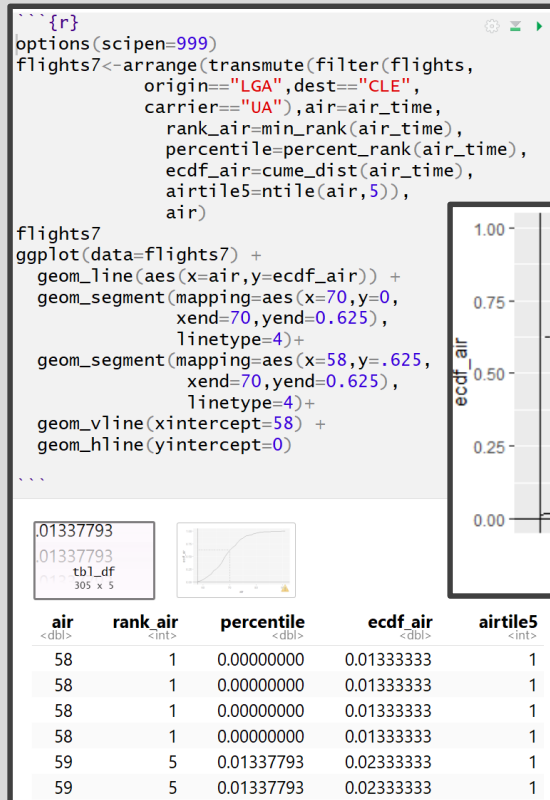 ```{r}
options(scipen=999)
flights7<-arrange(transmute(filter(flights,
origin=="LGA",dest=="CLE",
carrier=="UA"),air=air_time,
rank_air=min_rank(air_time),
percentile=percent_rank(air_time),
ecdf_air=cume_dist(air_time),
airtile5=ntile(air,5)),
air)
flights7
ggplot(data=flights7) +
geom_line(aes(x=air,y=ecdf_air)) +
geom_segment(mapping=aes(x=70,y=0,
xend=70,yend=0.625),
linetype=4)+
geom_segment(mapping=aes(x=58,y=.625,
xend=70,yend=0.625),
linetype=4)+
geom_vline(xintercept=58) +
geom_hline(yintercept=0)
```
1.00
0.75
0.50
0.25
0.00
ecdf_air
.01337793
.01337793
tbl_df
305 x 5
air rank_air percentile ecdf_air airtile5
<dbl> <int> <dbl> <dbl> <int>
58 1 0.00000000 0.01333333 1
58 1 0.00000000 0.01333333 1
58 1 0.00000000 0.01333333 1
58 1 0.00000000 0.01333333 1
59 5 0.01337793 0.02333333 1
59 5 0.01337793 0.02333333 1